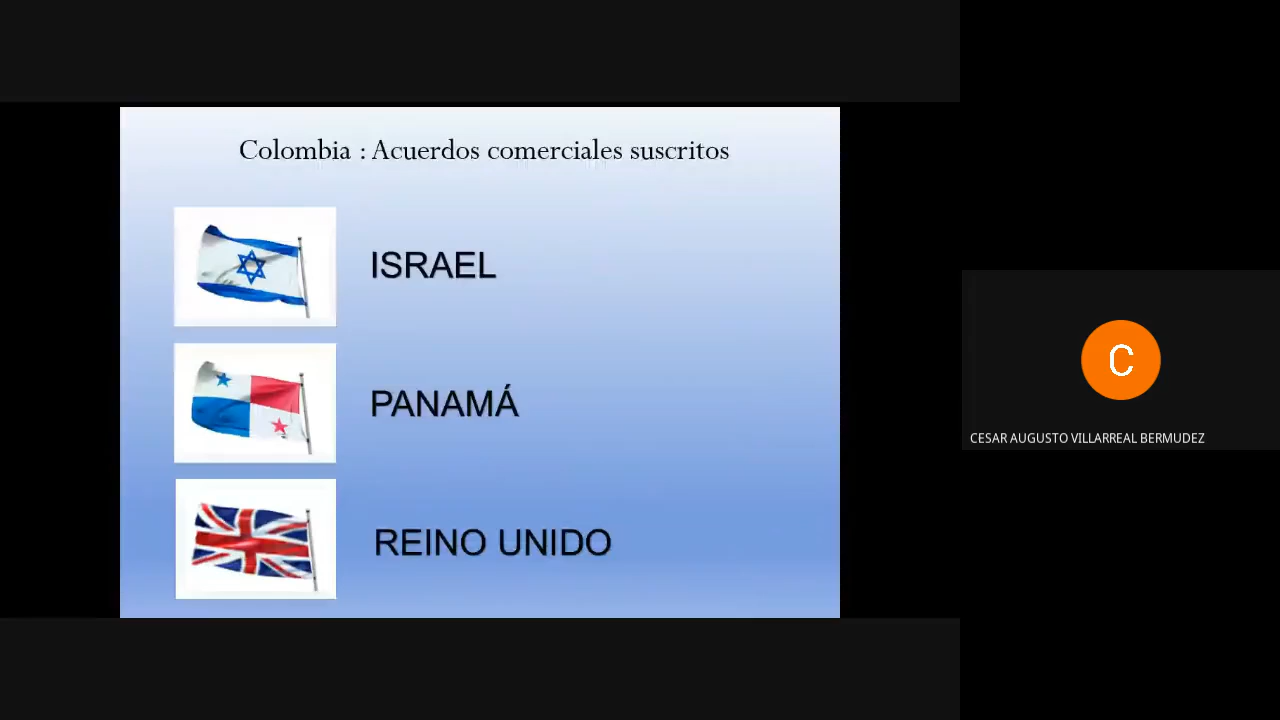 Colombia : Acuerdos comerciales suscritos
ISRAEL
PANAMÁ
REINO UNIDO
C
CESAR AUGUSTO VILLARREAL BERMUDEZ